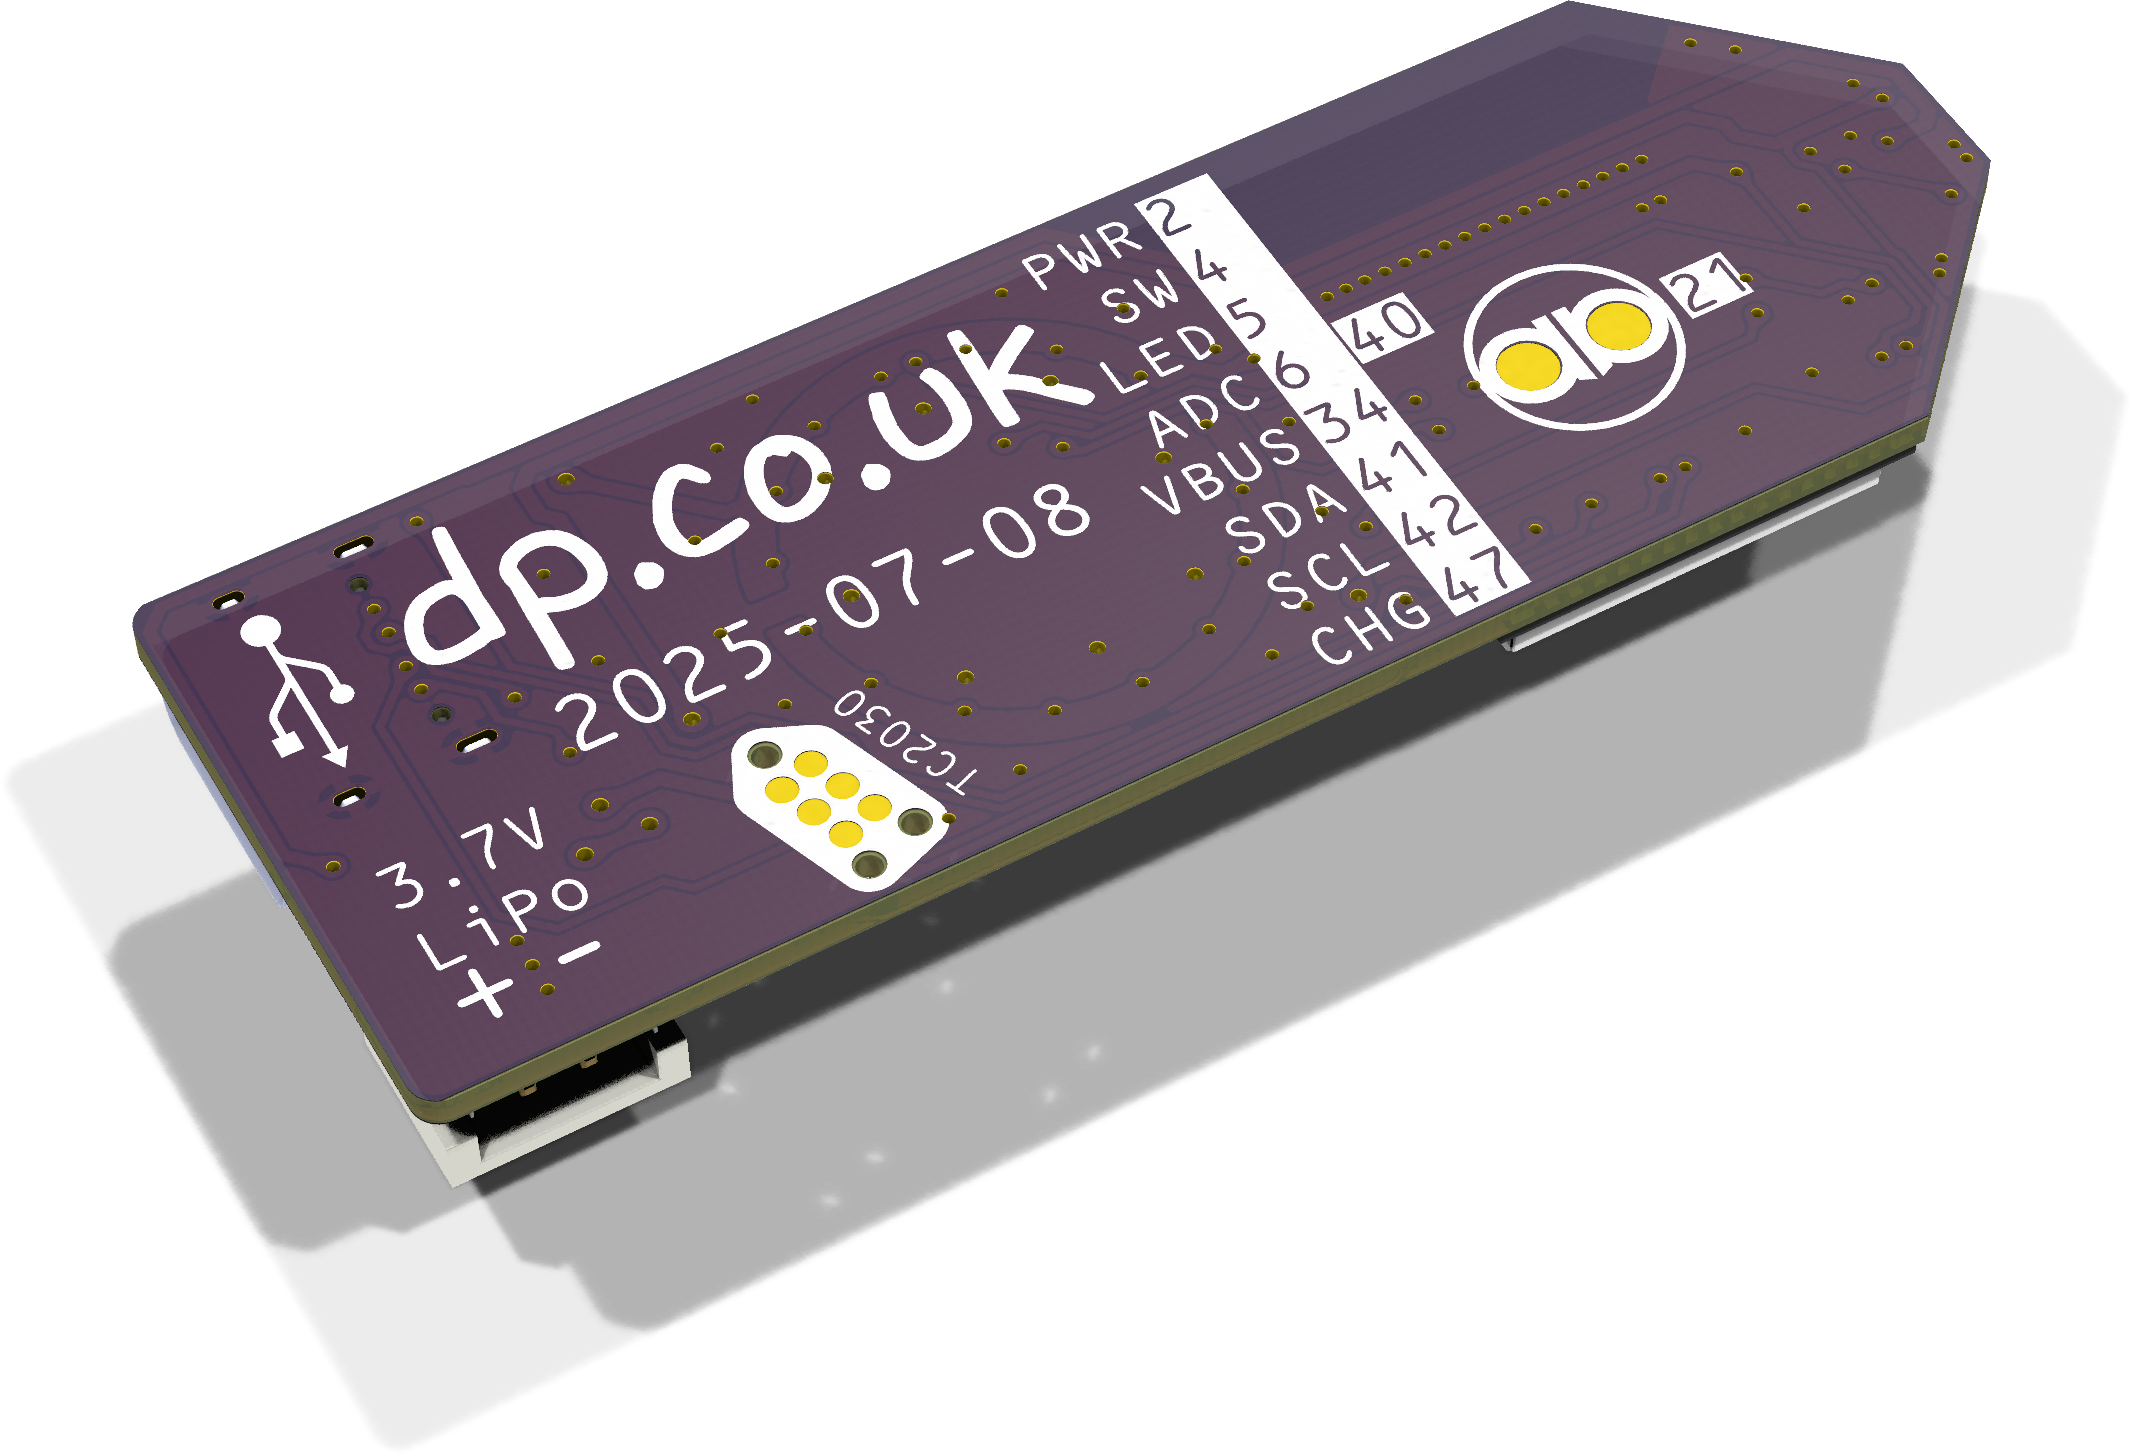 dp.co.uk
2025-07-08
PWR 2
SW 4
LED 5
ADC 6
VBUS 34
SDA 41
SCL 42
CHG 47
40
21
TC2030
3.7V
LiPo
+ -